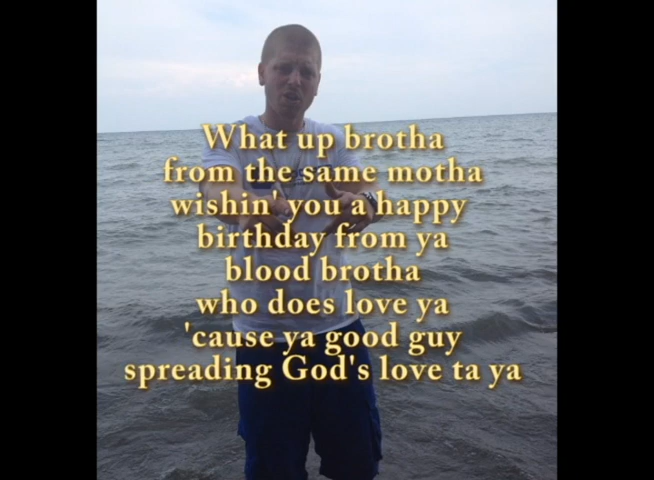 What up brotha
from the same motha
wishin' you a happy
birthday from ya
blood brotha
who does love ya
'cause ya good guy
spreading God's love ta ya